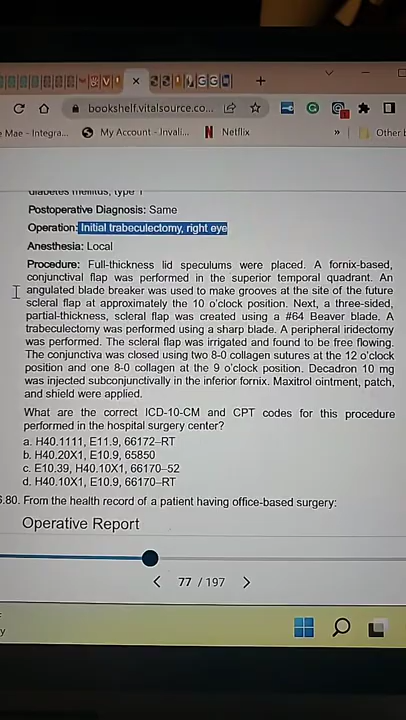 bookshelf.vitalsource.co...
Mae - Integra...
My Account - Invali...
Netflix
»
Other b
diabetes mellitus, type 1
Postoperative Diagnosis: Same
Operation: Initial trabeculectomy, right eye
Anesthesia: Local
Procedure: Full-thickness lid speculums were placed. A fornix-based,
conjunctival flap was performed in the superior temporal quadrant. An
angulated blade breaker was used to make grooves at the site of the future
scleral flap at approximately the 10 o'clock position. Next, a three-sided,
partial-thickness, scleral flap was created using a #64 Beaver blade. A
trabeculectomy was performed using a sharp blade. A peripheral iridectomy
was performed. The scleral flap was irrigated and found to be free flowing.
The conjunctiva was closed using two 8-0 collagen sutures at the 12 o'clock
position and one 8-0 collagen at the 9 o'clock position. Decadron 10 mg
was injected subconjunctivally in the inferior fornix. Maxitrol ointment, patch,
and shield were applied.
What are the correct ICD-10-CM and CPT codes for this procedure
performed in the hospital surgery center?
a. H40.1111, E11.9, 66172–RT
b. H40.20X1, E10.9, 65850
c. E10.39, H40.10X1, 66170–52
d. H40.10X1, E10.9, 66170–RT
6.80. From the health record of a patient having office-based surgery:
Operative Report
77 / 197